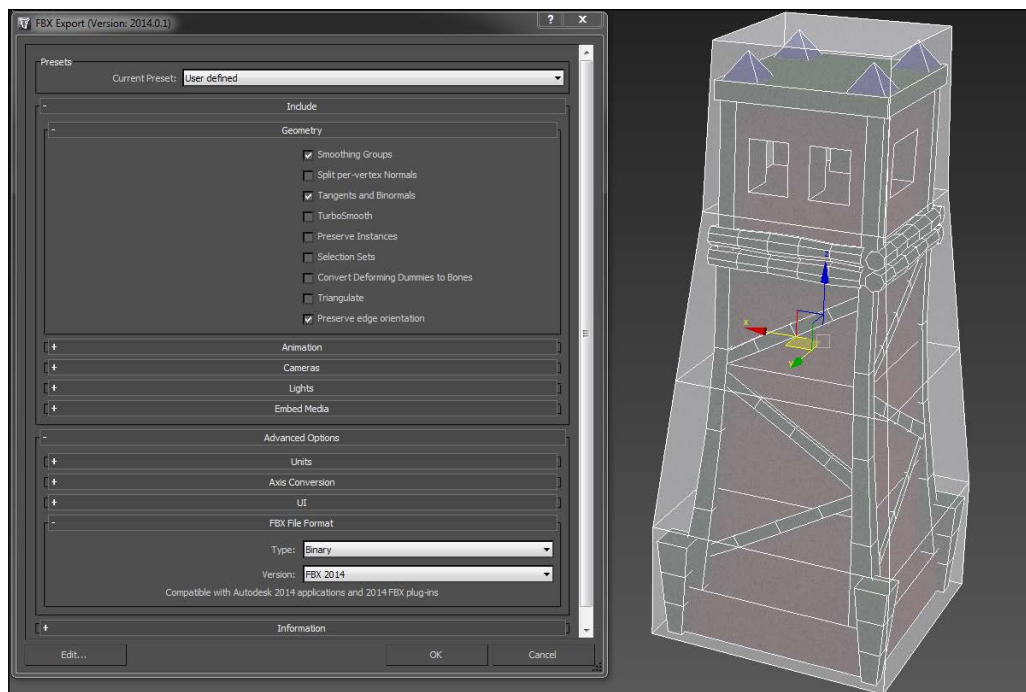 FBX Export (Version: 2014.0.1)
? x
Presets
Current Preset: User defined
- Include
- Geometry
Smoothing Groups
Split per-vertex Normals
Tangents and Binormals
TurboSmooth
Preserve Instances
Selection Sets
Convert Deforming Dummies to Bones
Triangulate
Preserve edge orientation
+ Animation
+ Cameras
+ Lights
+ Embed Media
- Advanced Options
+ Units
+ Axis Conversion
+ UI
- FBX File Format
Type: Binary
Version: FBX 2014
Compatible with Autodesk 2014 applications and 2014 FBX plug-ins
+ Information
Edit... OK Cancel
z
x
y